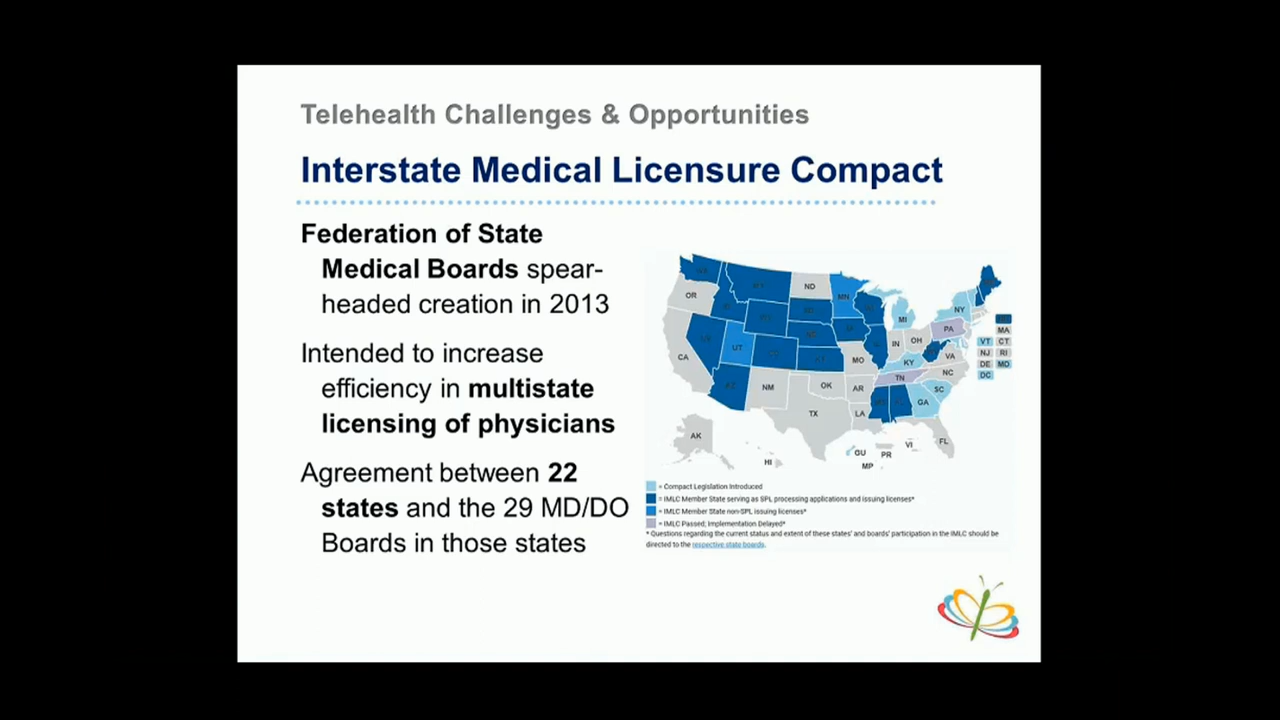 Telehealth Challenges & Opportunities
Interstate Medical Licensure Compact
Federation of State
Medical Boards spear-
headed creation in 2013
Intended to increase
efficiency in multistate
licensing of physicians
Agreement between 22
states and the 29 MD/DO
Boards in those states
ND
OR
MN
MI
NY
PA
MA
VT CT
NJ RI
DE MD
DC
UT
CA
MO
IN
OH
KY
VA
NC
TN
SC
GA
NM
OK
AR
TX
LA
FL
AK
HI
GU
PR
VI
MP
= Compact Legislation Introduced
= IMLC Member State serving as SPL processing applications and issuing licenses*
= IMLC Member State non-SPL issuing licenses*
= IMLC Passed; Implementation Delayed*
* Questions regarding the current status and extent of these states' and boards' participation in the IMLC should be
directed to the respective state boards.